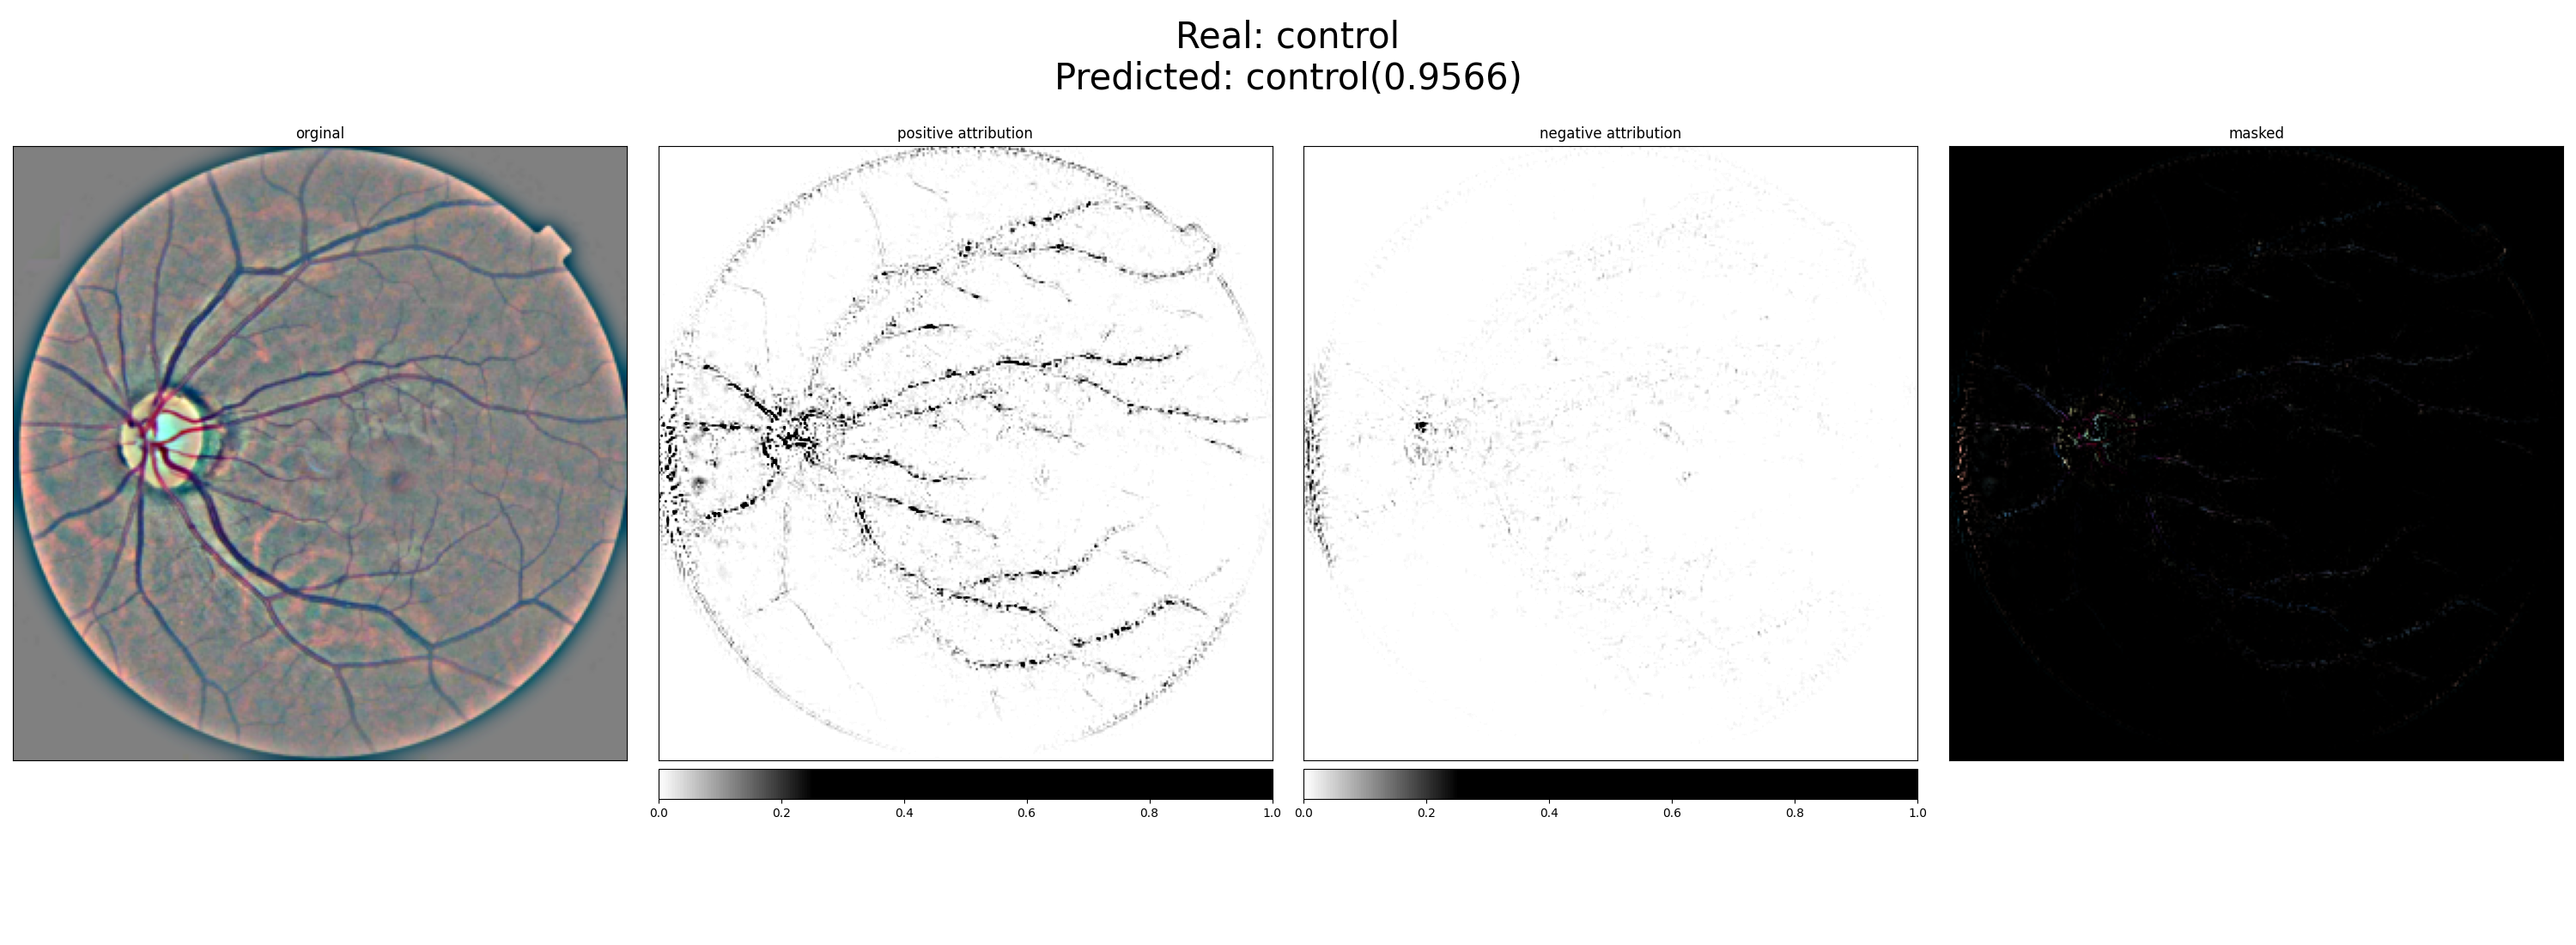 Real: control
Predicted: control(0.9566)
orginal
positive attribution
negative attribution
masked
0.0 0.2 0.4 0.6 0.8 1.0
0.0 0.2 0.4 0.6 0.8 1.0